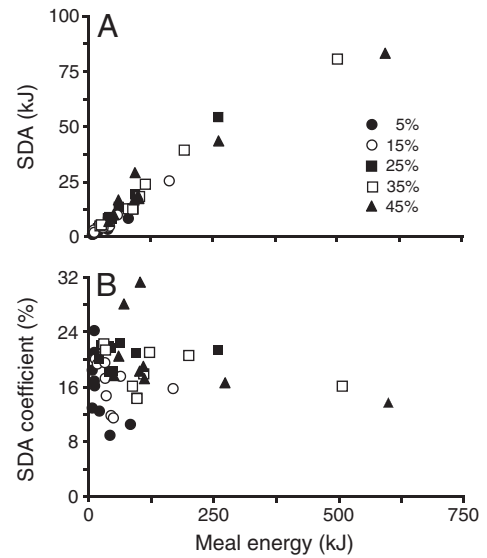 A
100
75
50
25
0
SDA (kJ)
5%
15%
25%
35%
45%
B
32
24
16
8
0
SDA coefficient (%)
0 250 500 750
Meal energy (kJ)